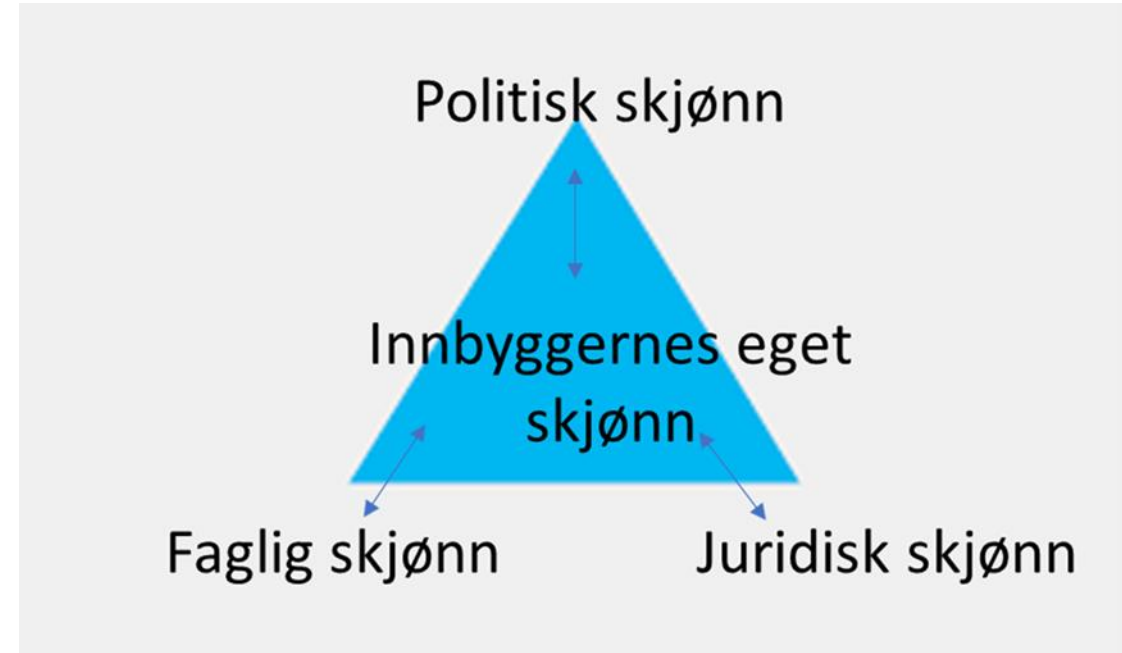 Politisk skjønn
Innbyggernes eget
skjønn
Faglig skjønn
Juridisk skjønn